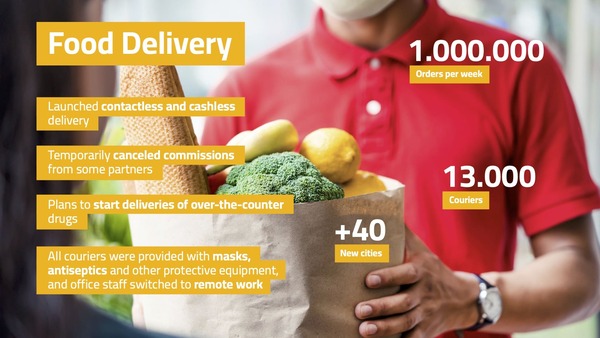 Food Delivery
1.000.000
Orders per week
Launched contactless and cashless
delivery
Temporarily canceled commissions
from some partners
13.000
Couriers
Plans to start deliveries of over-the-counter
drugs
+40
New cities
All couriers were provided with masks,
antiseptics and other protective equipment,
and office staff switched to remote work